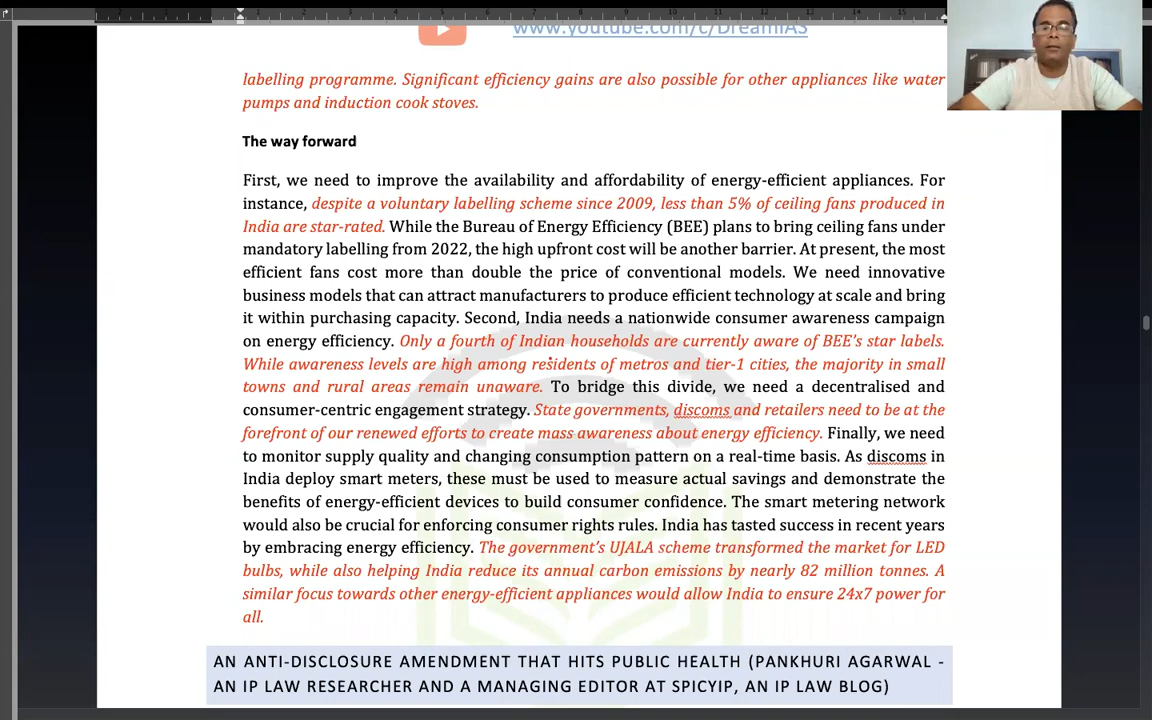 2 1 1 2 3 4 5 6 7 8 9 10 11 12 13 14 15
www.youtube.com/c/DreamIAS
labelling programme. Significant efficiency gains are also possible for other appliances like water
pumps and induction cook stoves.
The way forward
First, we need to improve the availability and affordability of energy-efficient appliances. For
instance, despite a voluntary labelling scheme since 2009, less than 5% of ceiling fans produced in
India are star-rated. While the Bureau of Energy Efficiency (BEE) plans to bring ceiling fans under
mandatory labelling from 2022, the high upfront cost will be another barrier. At present, the most
efficient fans cost more than double the price of conventional models. We need innovative
business models that can attract manufacturers to produce efficient technology at scale and bring
it within purchasing capacity. Second, India needs a nationwide consumer awareness campaign
on energy efficiency. Only a fourth of Indian households are currently aware of BEE's star labels.
While awareness levels are high among residents of metros and tier-1 cities, the majority in small
towns and rural areas remain unaware. To bridge this divide, we need a decentralised and
consumer-centric engagement strategy. State governments, discoms and retailers need to be at the
forefront of our renewed efforts to create mass awareness about energy efficiency. Finally, we need
to monitor supply quality and changing consumption pattern on a real-time basis. As discoms in
India deploy smart meters, these must be used to measure actual savings and demonstrate the
benefits of energy-efficient devices to build consumer confidence. The smart metering network
would also be crucial for enforcing consumer rights rules. India has tasted success in recent years
by embracing energy efficiency. The government's UJALA scheme transformed the market for LED
bulbs, while also helping India reduce its annual carbon emissions by nearly 82 million tonnes. A
similar focus towards other energy-efficient appliances would allow India to ensure 24x7 power for
all.
AN ANTI-DISCLOSURE AMENDMENT THAT HITS PUBLIC HEALTH (PANKHURI AGARWAL -
AN IP LAW RESEARCHER AND A MANAGING EDITOR AT SPICYIP, AN IP LAW BLOG)